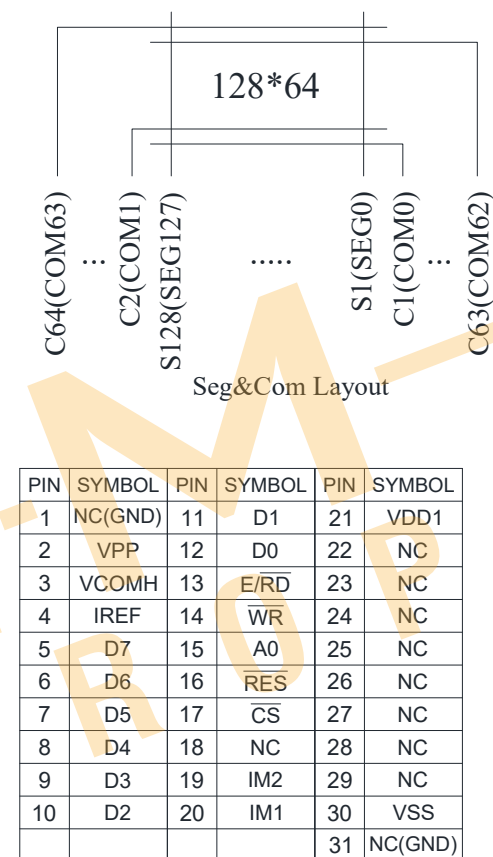 128*64
C64(COM63)
...
C2(COM1)
S128(SEG127)
.....
S1(SEG0)
C1(COM0)
...
C63(COM62)
Seg&Com Layout
PIN SYMBOL PIN SYMBOL PIN SYMBOL
1 NC(GND) 11 D1 21 VDD1
2 VPP 12 D0 22 NC
3 VCOMH 13 E/R̅D̅ 23 NC
4 IREF 14 W̅R̅ 24 NC
5 D7 15 A0 25 NC
6 D6 16 R̅E̅S̅ 26 NC
7 D5 17 C̅S̅ 27 NC
8 D4 18 NC 28 NC
9 D3 19 IM2 29 NC
10 D2 20 IM1 30 VSS
31 NC(GND)